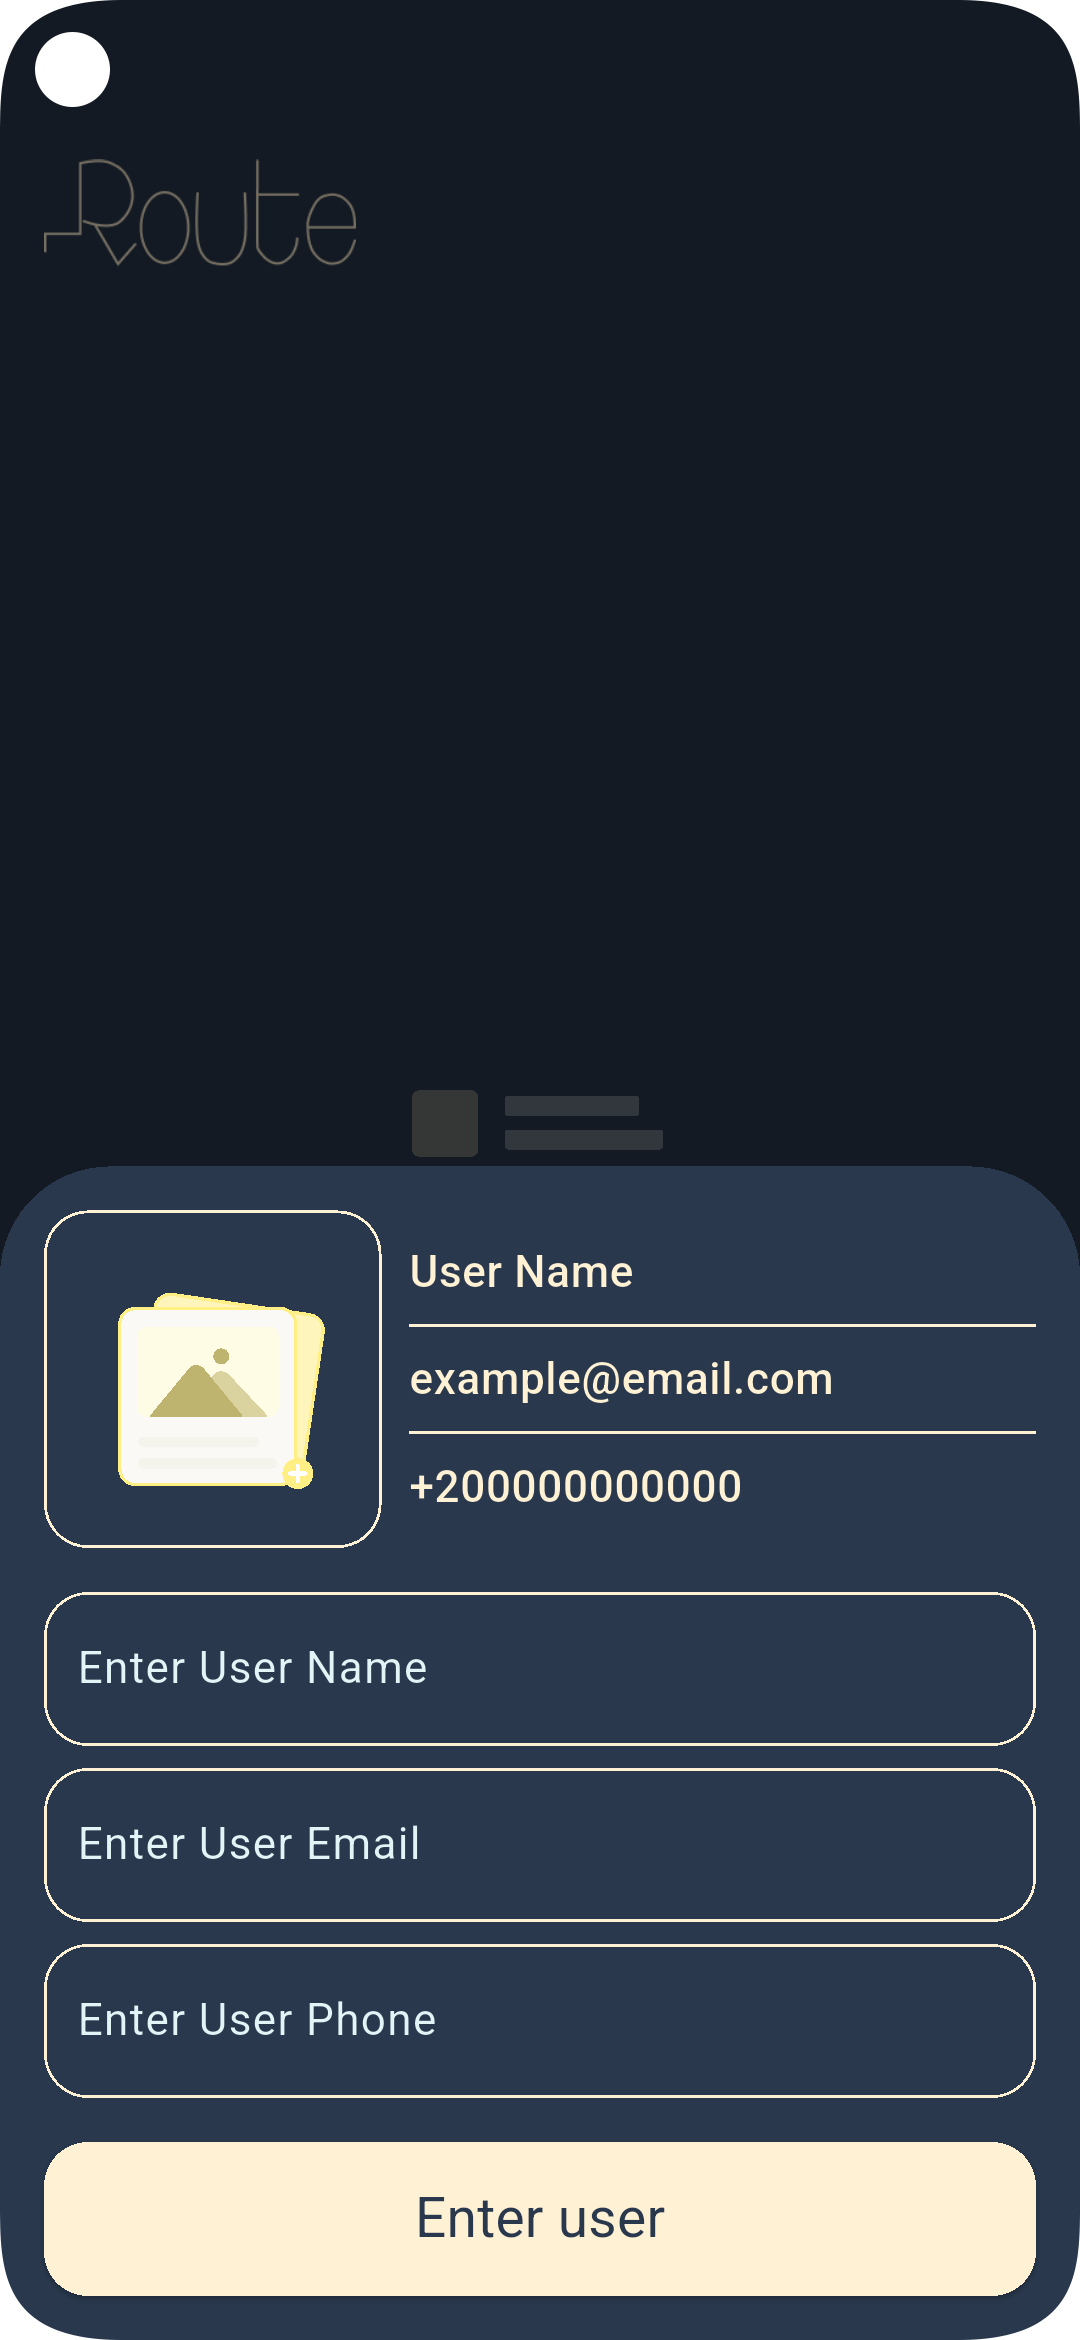 Route
User Name
example@email.com
+200000000000
Enter User Name
Enter User Email
Enter User Phone
Enter user